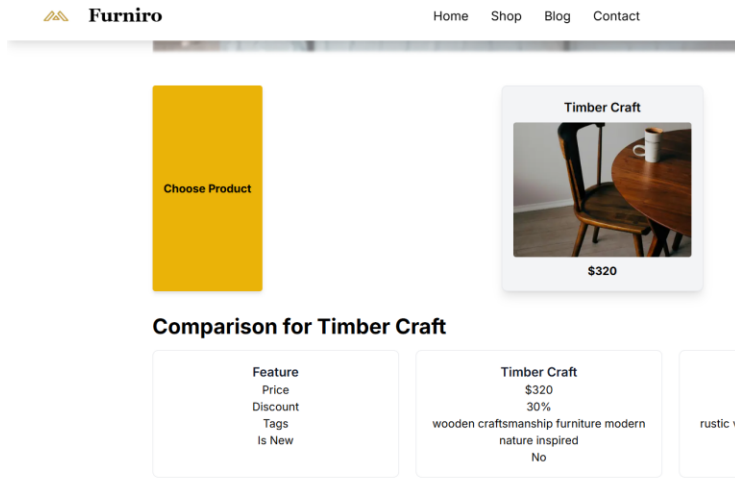 Furniro
Home Shop Blog Contact
Choose Product
Timber Craft
$320
Comparison for Timber Craft
Feature
Price
Discount
Tags
Is New
Timber Craft
$320
30%
wooden craftsmanship furniture modern
nature inspired
No
rustic